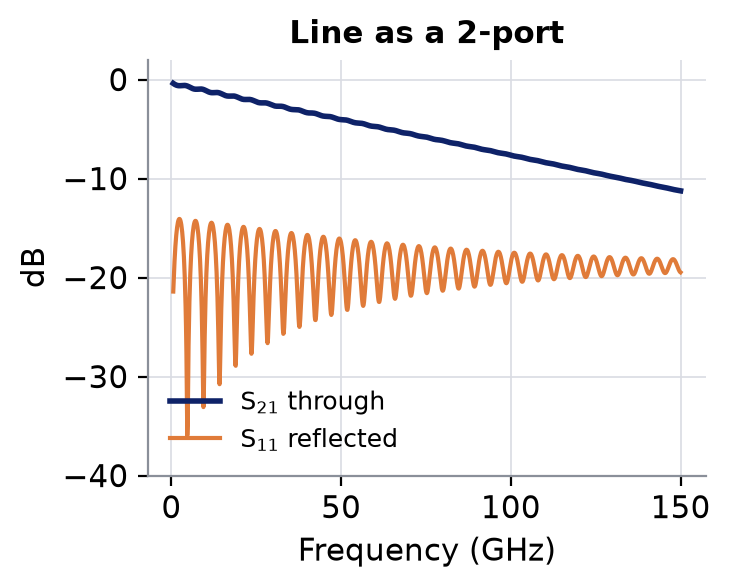 Line as a 2-port
dB
0
−10
−20
−30
−40
S₂₁ through
S₁₁ reflected
0 50 100 150
Frequency (GHz)